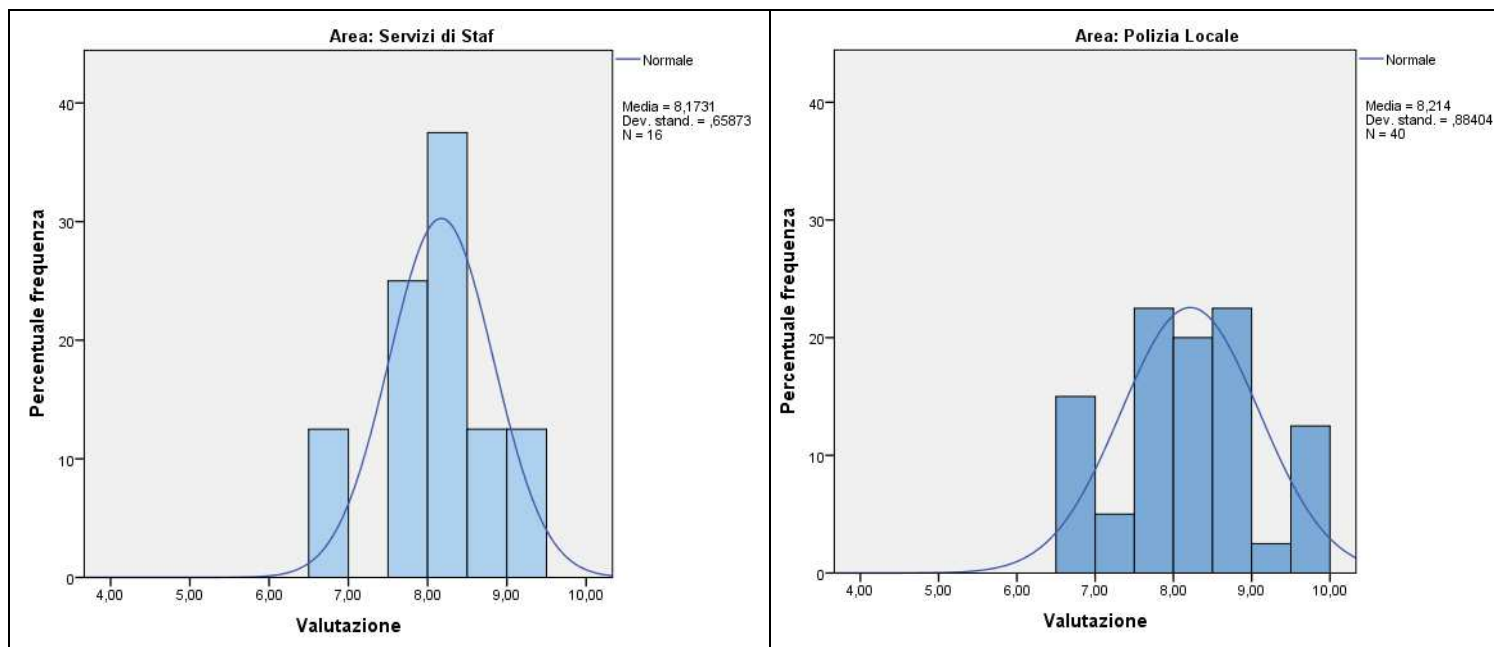 Area: Servizi di Staf
Normale
Media = 8,1731
Dev. stand. = ,65873
N = 16
Percentuale frequenza
40
30
20
10
0
4,00 5,00 6,00 7,00 8,00 9,00 10,00
Valutazione
Area: Polizia Locale
Normale
Media = 8,214
Dev. stand. = ,88404
N = 40
Percentuale frequenza
40
30
20
10
0
4,00 5,00 6,00 7,00 8,00 9,00 10,00
Valutazione